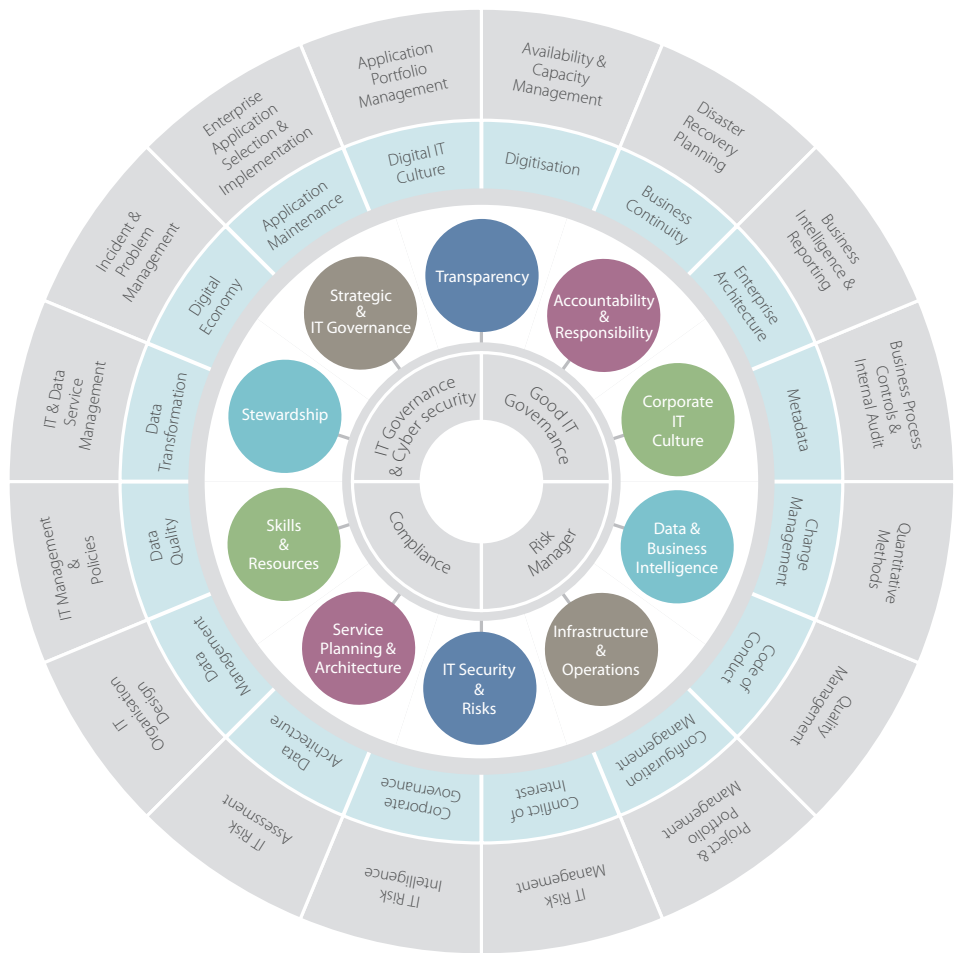 Availability &
Capacity
Management
Disaster
Recovery
Planning
Business
Intelligence &
Reporting
Business Process
Controls &
Internal Audit
Quantitative
Methods
Quality
Management
Project &
Portfolio
Management
IT Risk
Management
IT Risk
Intelligence
IT Risk
Assessment
IT
Organisation
Design
IT Management
&
Policies
IT & Data
Service
Management
Incident &
Problem
Management
Enterprise
Application
Selection &
Implementation
Application
Portfolio
Management
Digitisation
Business
Continuity
Enterprise
Architecture
Metadata
Change
Management
Code of
Conduct
Configuration
Management
Conflict of
Interest
Corporate
Governance
Data
Architecture
Data
Management
Data
Quality
Data
Transformation
Digital
Economy
Application
Maintenance
Digital IT
Culture
Transparency
Accountability
&
Responsibility
Corporate
IT
Culture
Data &
Business
Intelligence
Infrastructure
&
Operations
IT Security
&
Risks
Service
Planning &
Architecture
Skills
&
Resources
Stewardship
Strategic
&
IT Governance
Good IT
Governance
Risk
Manager
Compliance
IT Governance
& Cyber security